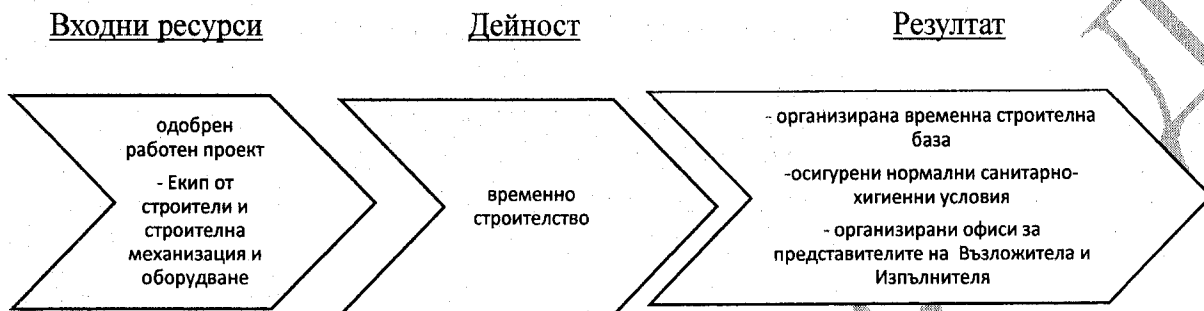 Входни ресурси
Дейност
Резултат
одобрен
работен проект
- Екип от
строители и
строителна
механизация и
оборудване
временно
строителство
- организирана временна строителна
база
-осигурени нормални санитарно-
хигиенни условия
- организирани офиси за
представителите на Възложителя и
Изпълнителя